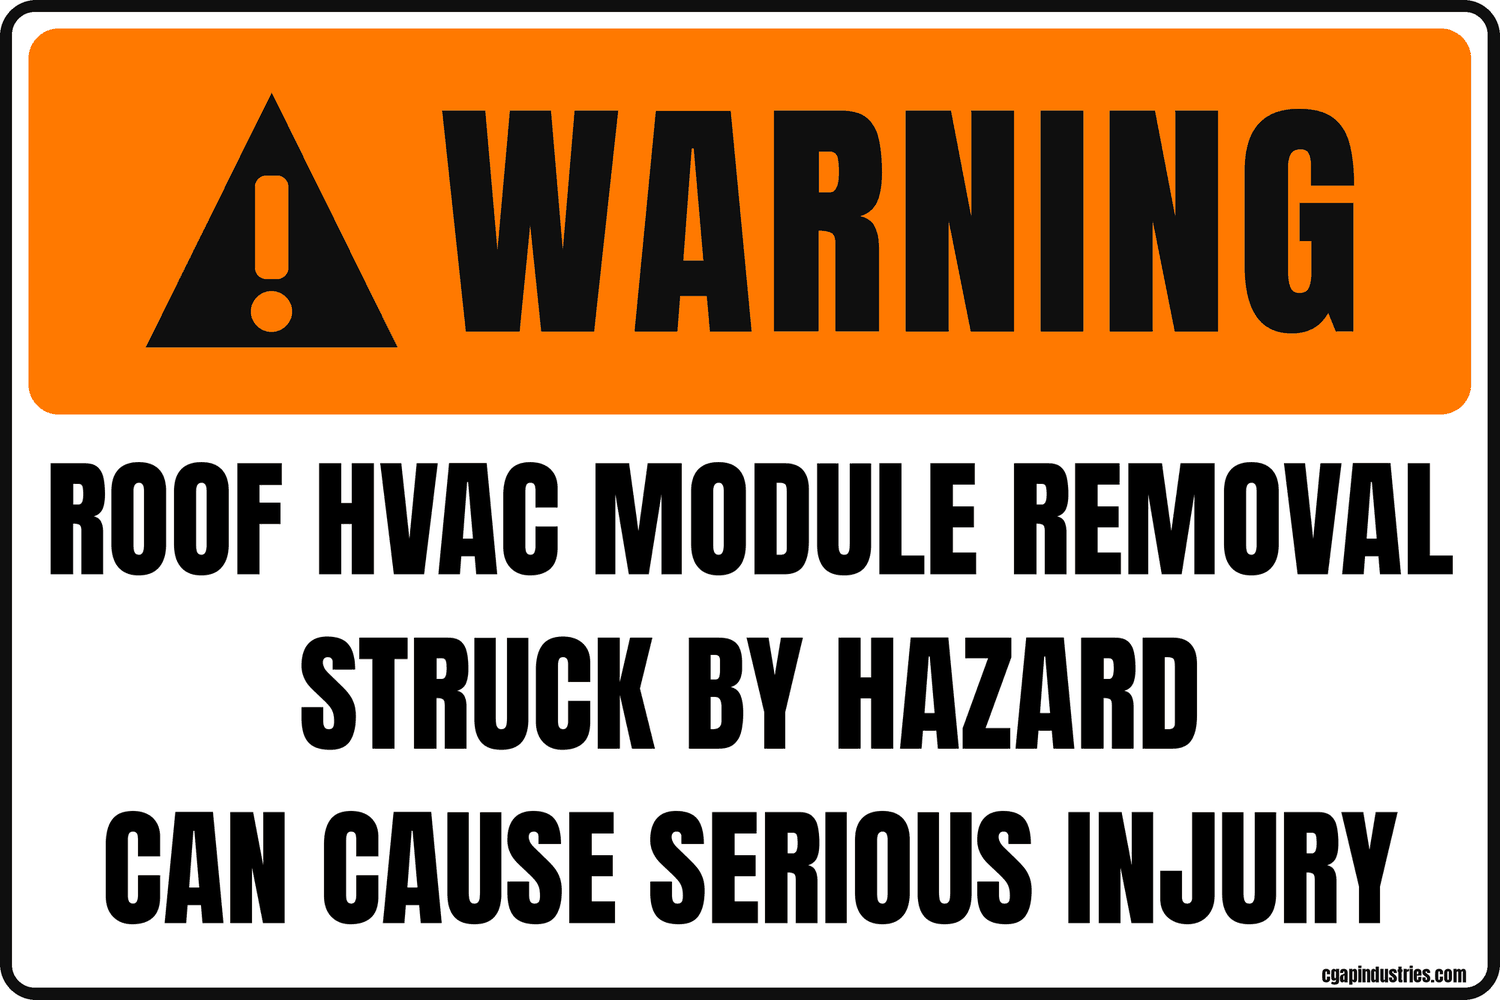 WARNING
ROOF HVAC MODULE REMOVAL
STRUCK BY HAZARD
CAN CAUSE SERIOUS INJURY
cgapindustries.com